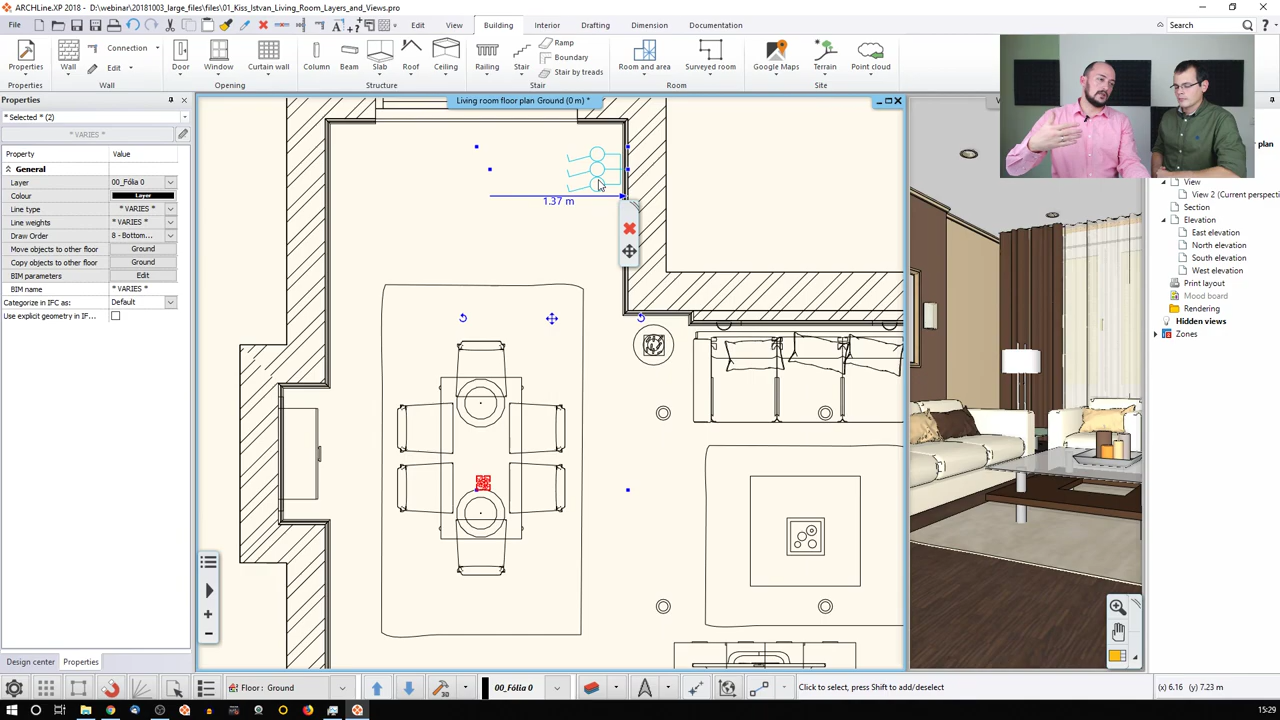 ARCHLine.XP 2018 - D:\webinar\20181003_large_files\files\01_Kiss_Istvan_Living_Room_Layers_and_Views.pro
File
Edit
View
Building
Interior
Drafting
Dimension
Documentation
Search
Properties
Wall
Connection
Edit
Door
Window
Curtain wall
Column
Beam
Slab
Roof
Ceiling
Railing
Stair
Ramp
Boundary
Stair by treads
Room and area
Surveyed room
Google Maps
Terrain
Point cloud
Properties
Wall
Opening
Stair
Room
Site
Properties
* Selected * (2)
* VARIES *
Property Value
General
Layer 00_Fólia 0
Colour Layer
Line type * VARIES *
Line weights * VARIES *
Draw Order 8 - Bottom...
Move objects to other floor Ground
Copy objects to other floor Ground
BIM parameters Edit
BIM name * VARIES *
Categorize in IFC as: Default
Use explicit geometry in IF...
Living room floor plan Ground (0 m) *
1.37 m
View
View 2 (Current perspecti
Section
Elevation
East elevation
North elevation
South elevation
West elevation
Print layout
Mood board
Rendering
Hidden views
Zones
Design center
Properties
Floor : Ground
00_Fólia 0
Click to select, press Shift to add/deselect
(x) 6.16 (y) 7.23 m
15:29